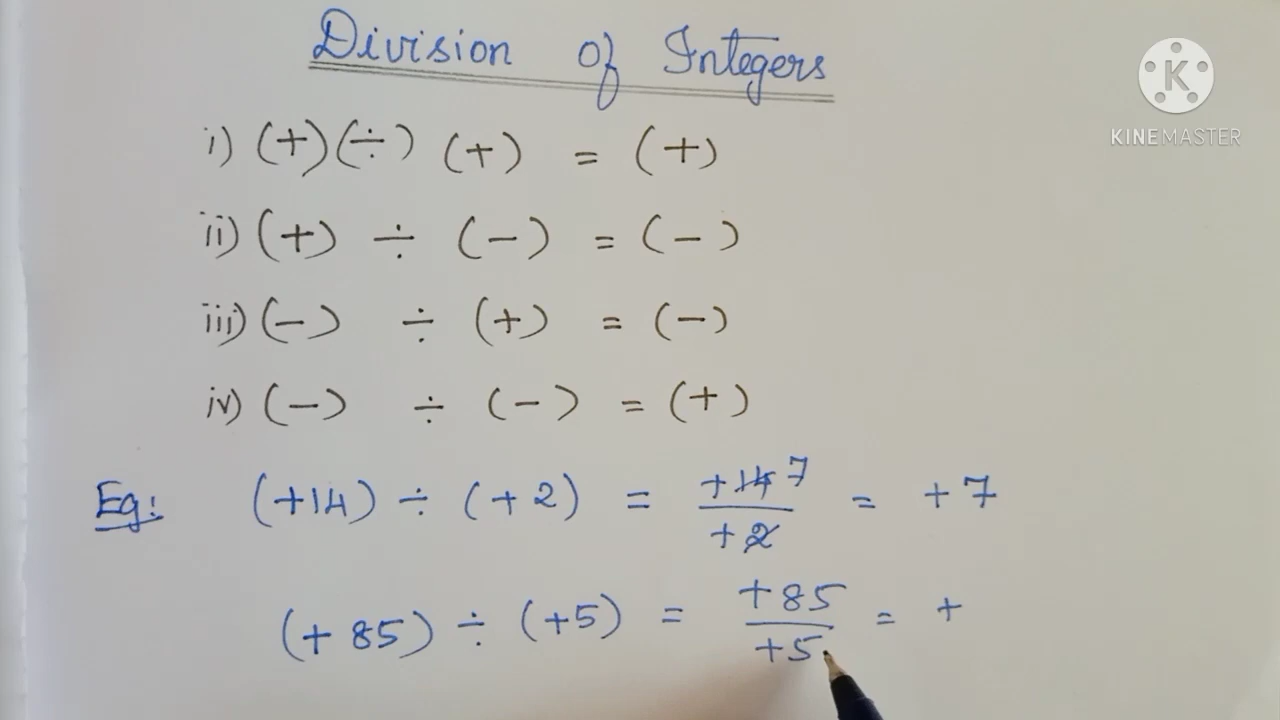 Division of Integers
K
KINEMASTER
i) (+) (÷) (+) = (+)
ii) (+) ÷ (-) = (-)
iii) (-) ÷ (+) = (-)
iv) (-) ÷ (-) = (+)
Eg: (+14) ÷ (+2) = +14 7 / +2 = +7
(+ 85) ÷ (+5) = +85 / +5 = +